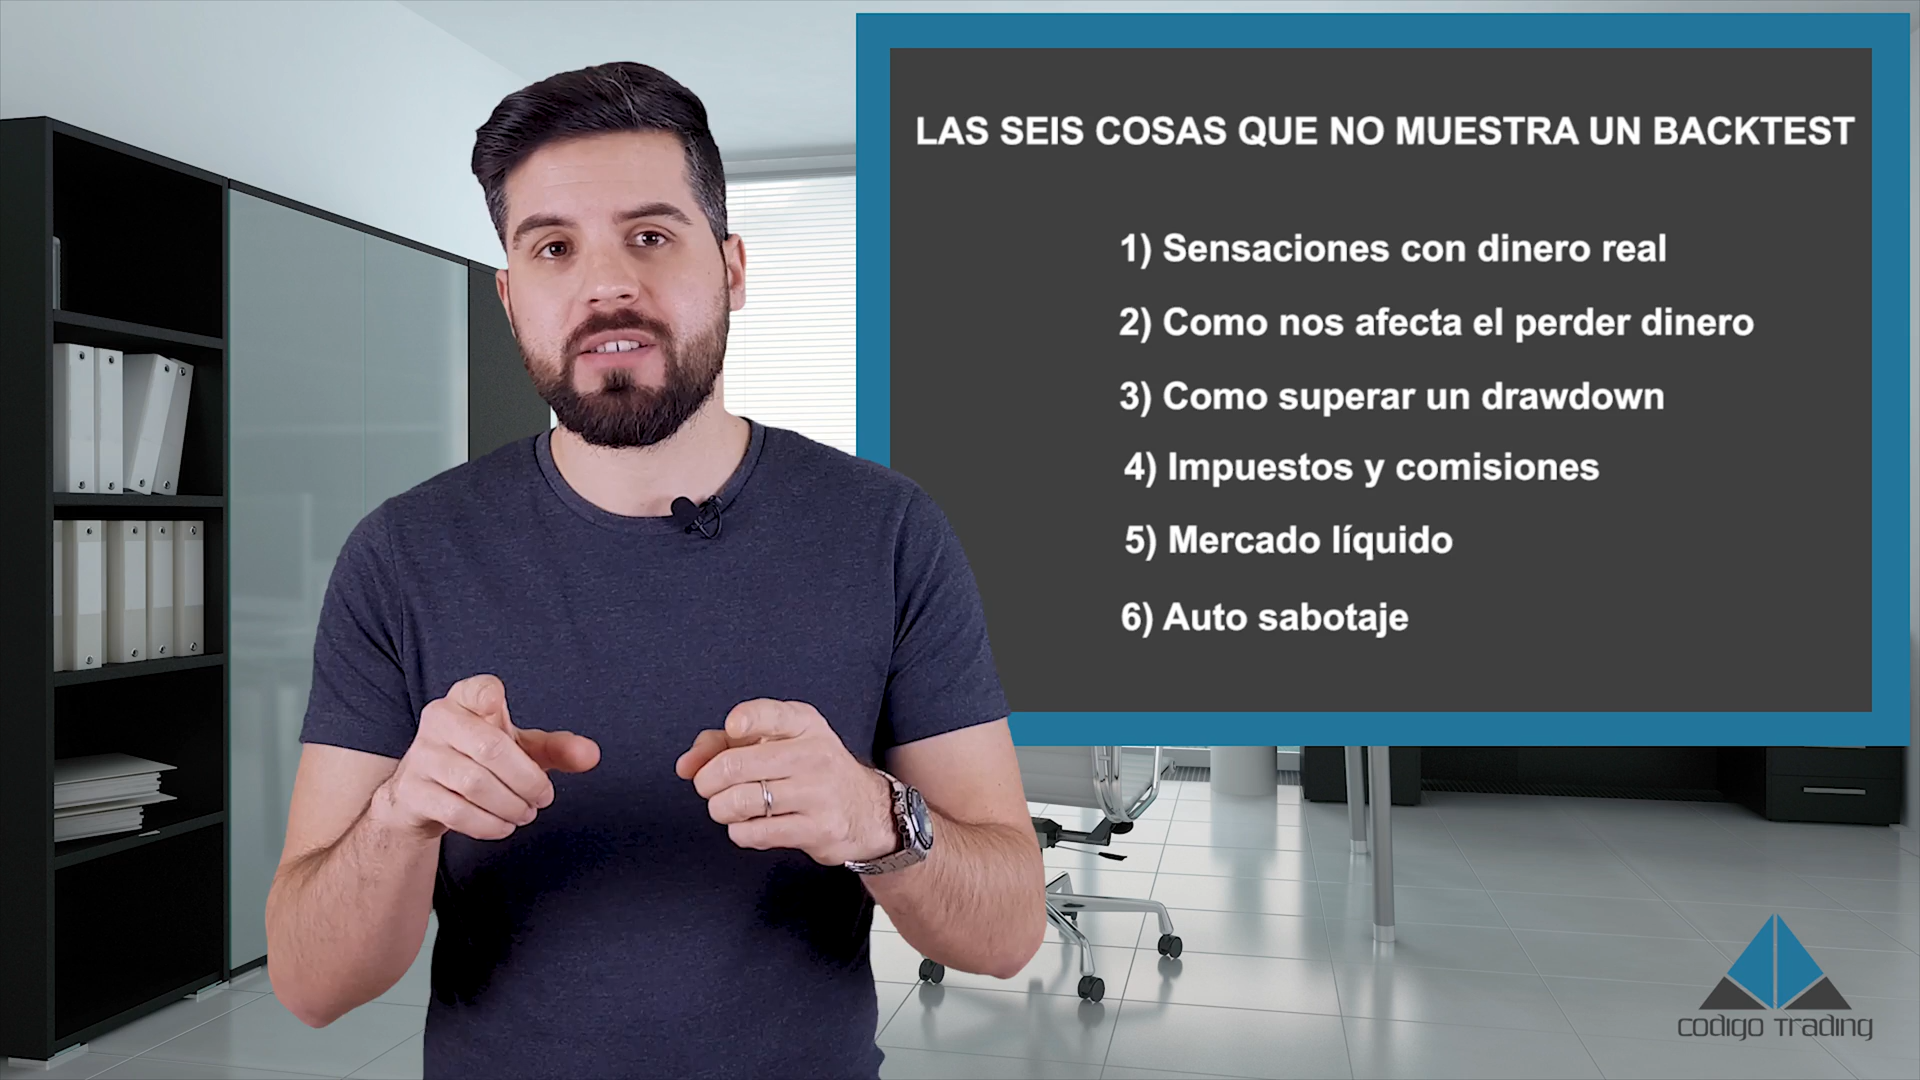 LAS SEIS COSAS QUE NO MUESTRA UN BACKTEST
1) Sensaciones con dinero real
2) Como nos afecta el perder dinero
3) Como superar un drawdown
4) Impuestos y comisiones
5) Mercado líquido
6) Auto sabotaje
codigo Trading